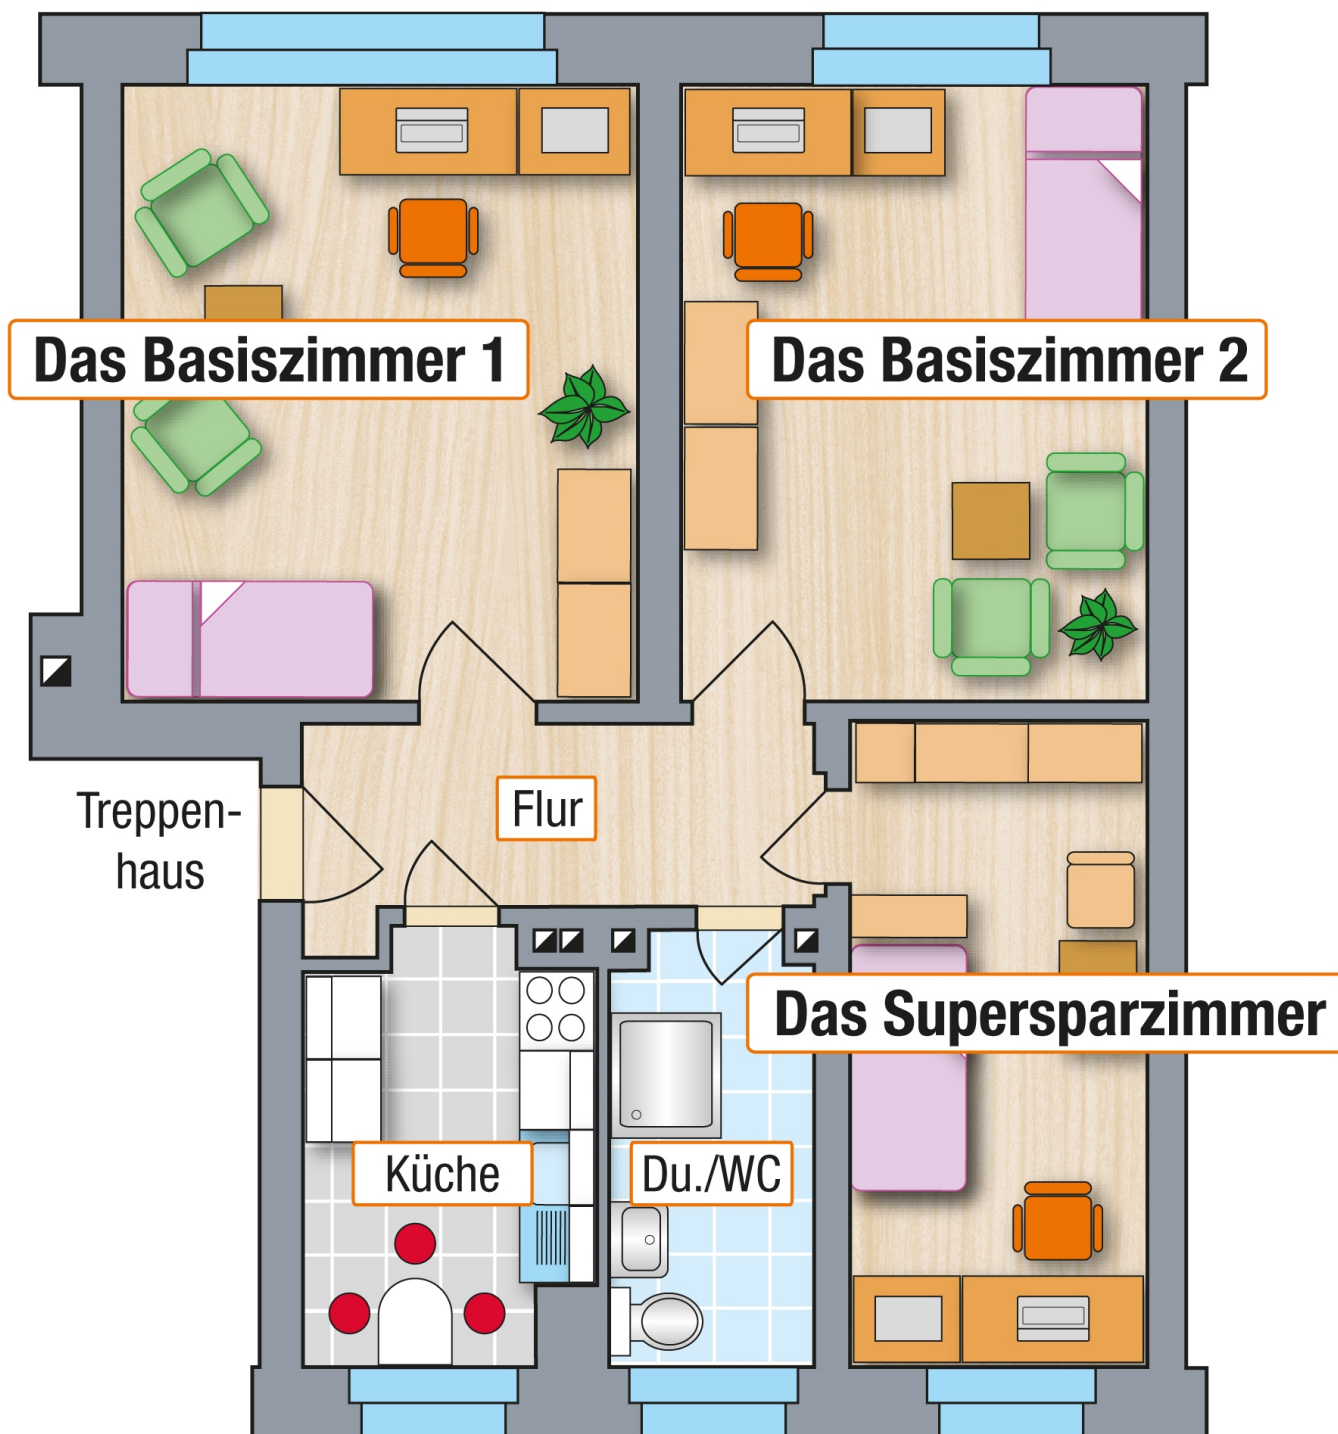 Das Basiszimmer 1
Das Basiszimmer 2
Treppen-
haus
Flur
Das Supersparzimmer
Küche
Du./WC